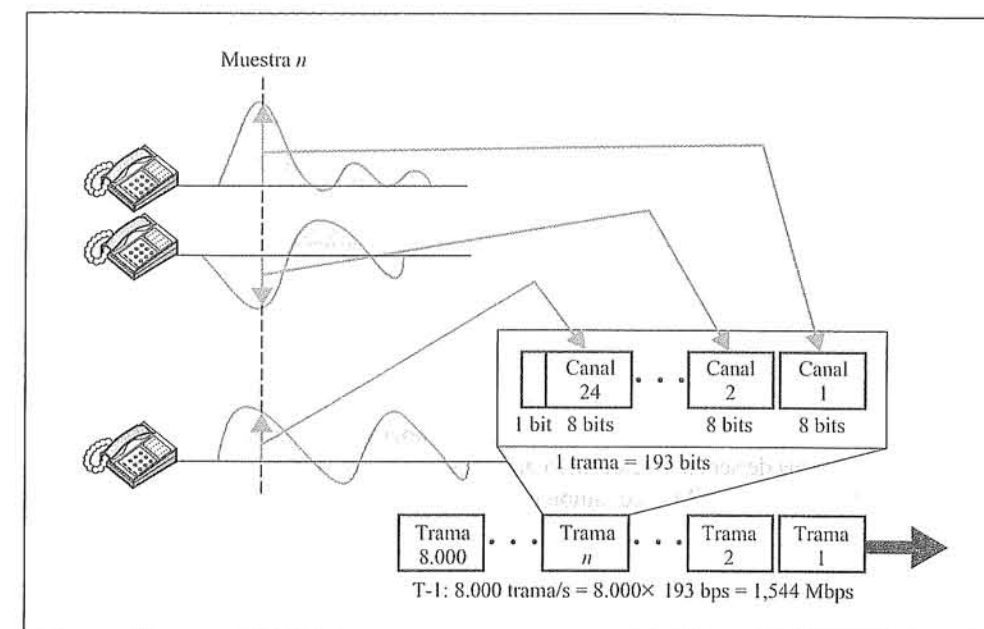 Muestra n
Canal 24
Canal 2
Canal 1
1 bit 8 bits 8 bits 8 bits
1 trama = 193 bits
Trama 8.000
Trama n
Trama 2
Trama 1
T-1: 8.000 trama/s = 8.000× 193 bps = 1,544 Mbps